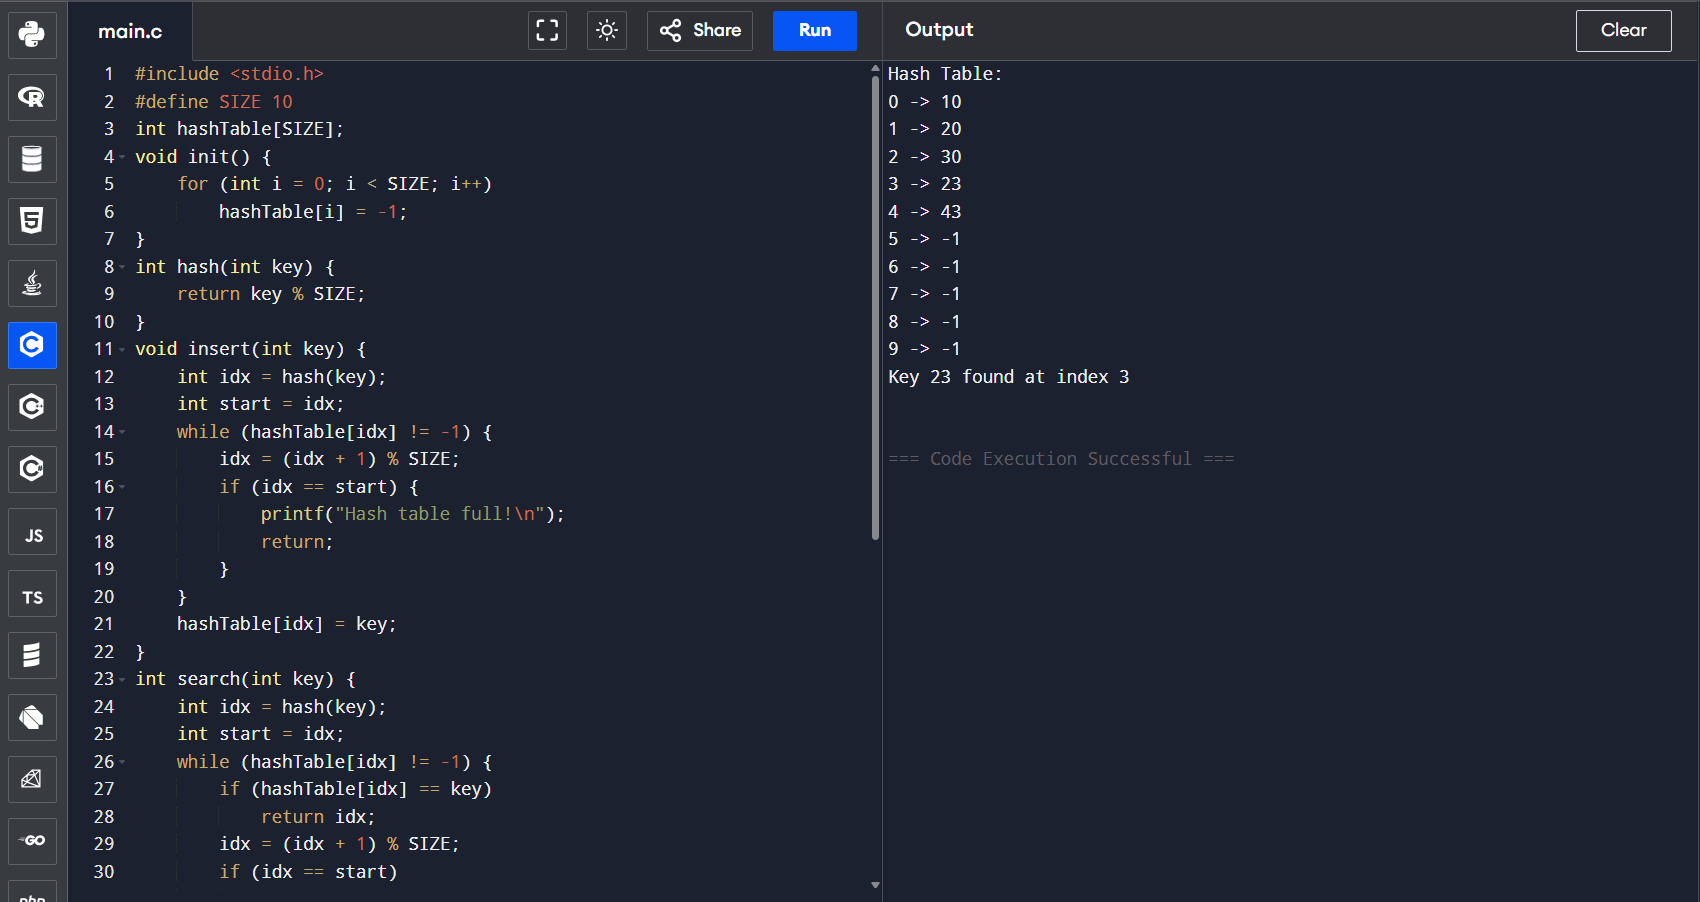 main.c
Share
Run
Output
Clear
1 #include <stdio.h>
2 #define SIZE 10
3 int hashTable[SIZE];
4 void init() {
5     for (int i = 0; i < SIZE; i++)
6         hashTable[i] = -1;
7 }
8 int hash(int key) {
9     return key % SIZE;
10 }
11 void insert(int key) {
12     int idx = hash(key);
13     int start = idx;
14     while (hashTable[idx] != -1) {
15         idx = (idx + 1) % SIZE;
16         if (idx == start) {
17             printf("Hash table full!\n");
18             return;
19         }
20     }
21     hashTable[idx] = key;
22 }
23 int search(int key) {
24     int idx = hash(key);
25     int start = idx;
26     while (hashTable[idx] != -1) {
27         if (hashTable[idx] == key)
28             return idx;
29         idx = (idx + 1) % SIZE;
30         if (idx == start)
Hash Table:
0 -> 10
1 -> 20
2 -> 30
3 -> 23
4 -> 43
5 -> -1
6 -> -1
7 -> -1
8 -> -1
9 -> -1
Key 23 found at index 3
=== Code Execution Successful ===
R
5
C
C
C
JS
TS
GO
php